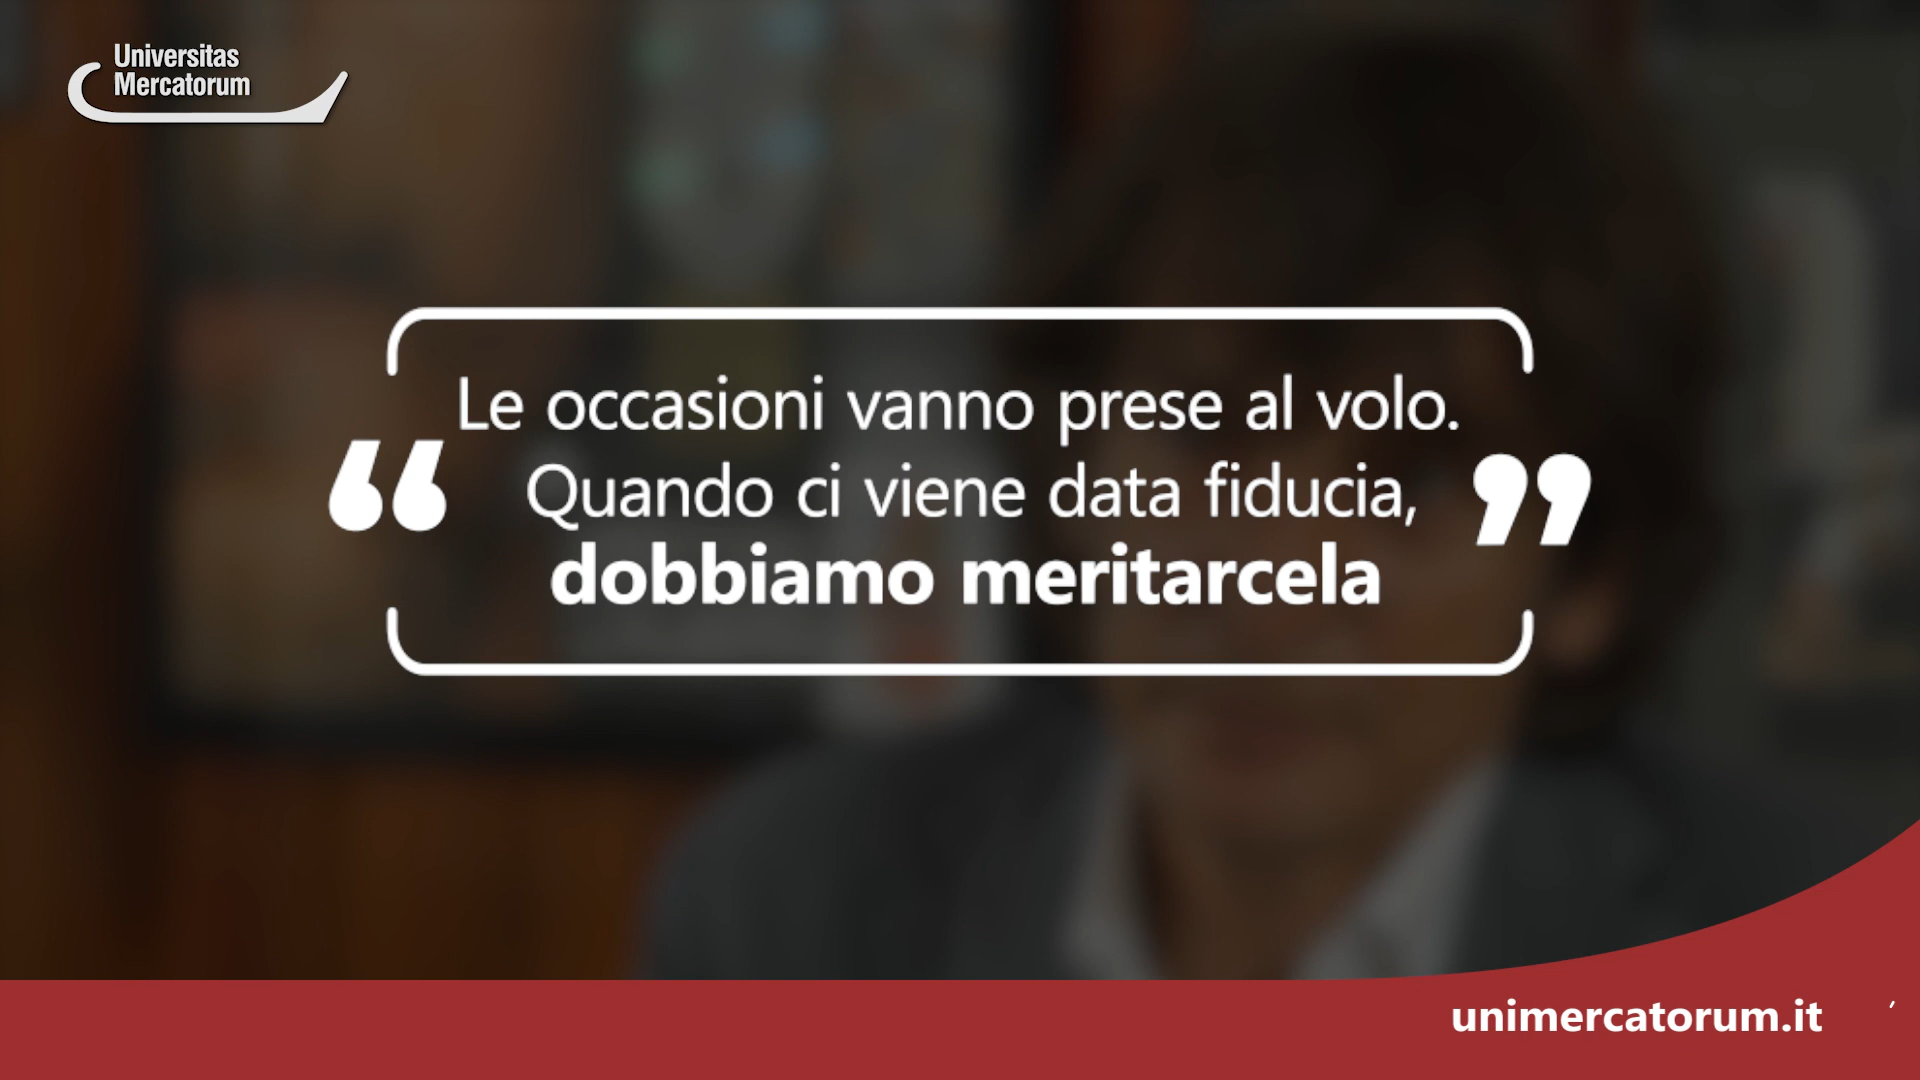 Universitas
Mercatorum
Le occasioni vanno prese al volo.
“ Quando ci viene data fiducia, ”
dobbiamo meritarcela
unimercatorum.it